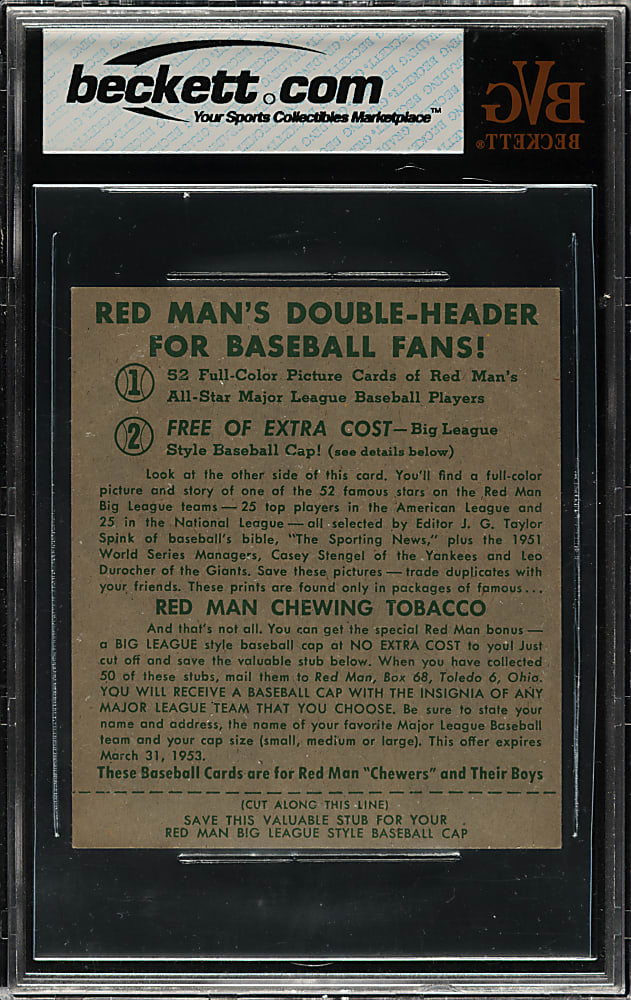 beckett.com
Your Sports Collectibles Marketplace™
BVG
BECKETT®
RED MAN'S DOUBLE-HEADER
FOR BASEBALL FANS!
1 52 Full-Color Picture Cards of Red Man's
All-Star Major League Baseball Players
2 FREE OF EXTRA COST—Big League
Style Baseball Cap! (see details below)
Look at the other side of this card. You'll find a full-color
picture and story of one of the 52 famous stars on the Red Man
Big League teams — 25 top players in the American League and
25 in the National League — all selected by Editor J. G. Taylor
Spink of baseball's bible, "The Sporting News," plus the 1951
World Series Managers, Casey Stengel of the Yankees and Leo
Durocher of the Giants. Save these pictures — trade duplicates with
your friends. These prints are found only in packages of famous...
RED MAN CHEWING TOBACCO
And that's not all. You can get the special Red Man bonus —
a BIG LEAGUE style baseball cap at NO EXTRA COST to you! Just
cut off and save the valuable stub below. When you have collected
50 of these stubs, mail them to Red Man, Box 68, Toledo 6, Ohio.
YOU WILL RECEIVE A BASEBALL CAP WITH THE INSIGNIA OF ANY
MAJOR LEAGUE TEAM THAT YOU CHOOSE. Be sure to state your
name and address, the name of your favorite Major League Baseball
team and your cap size (small, medium or large). This offer expires
March 31, 1953.
These Baseball Cards are for Red Man "Chewers" and Their Boys
(CUT ALONG THIS LINE)
SAVE THIS VALUABLE STUB FOR YOUR
RED MAN BIG LEAGUE STYLE BASEBALL CAP